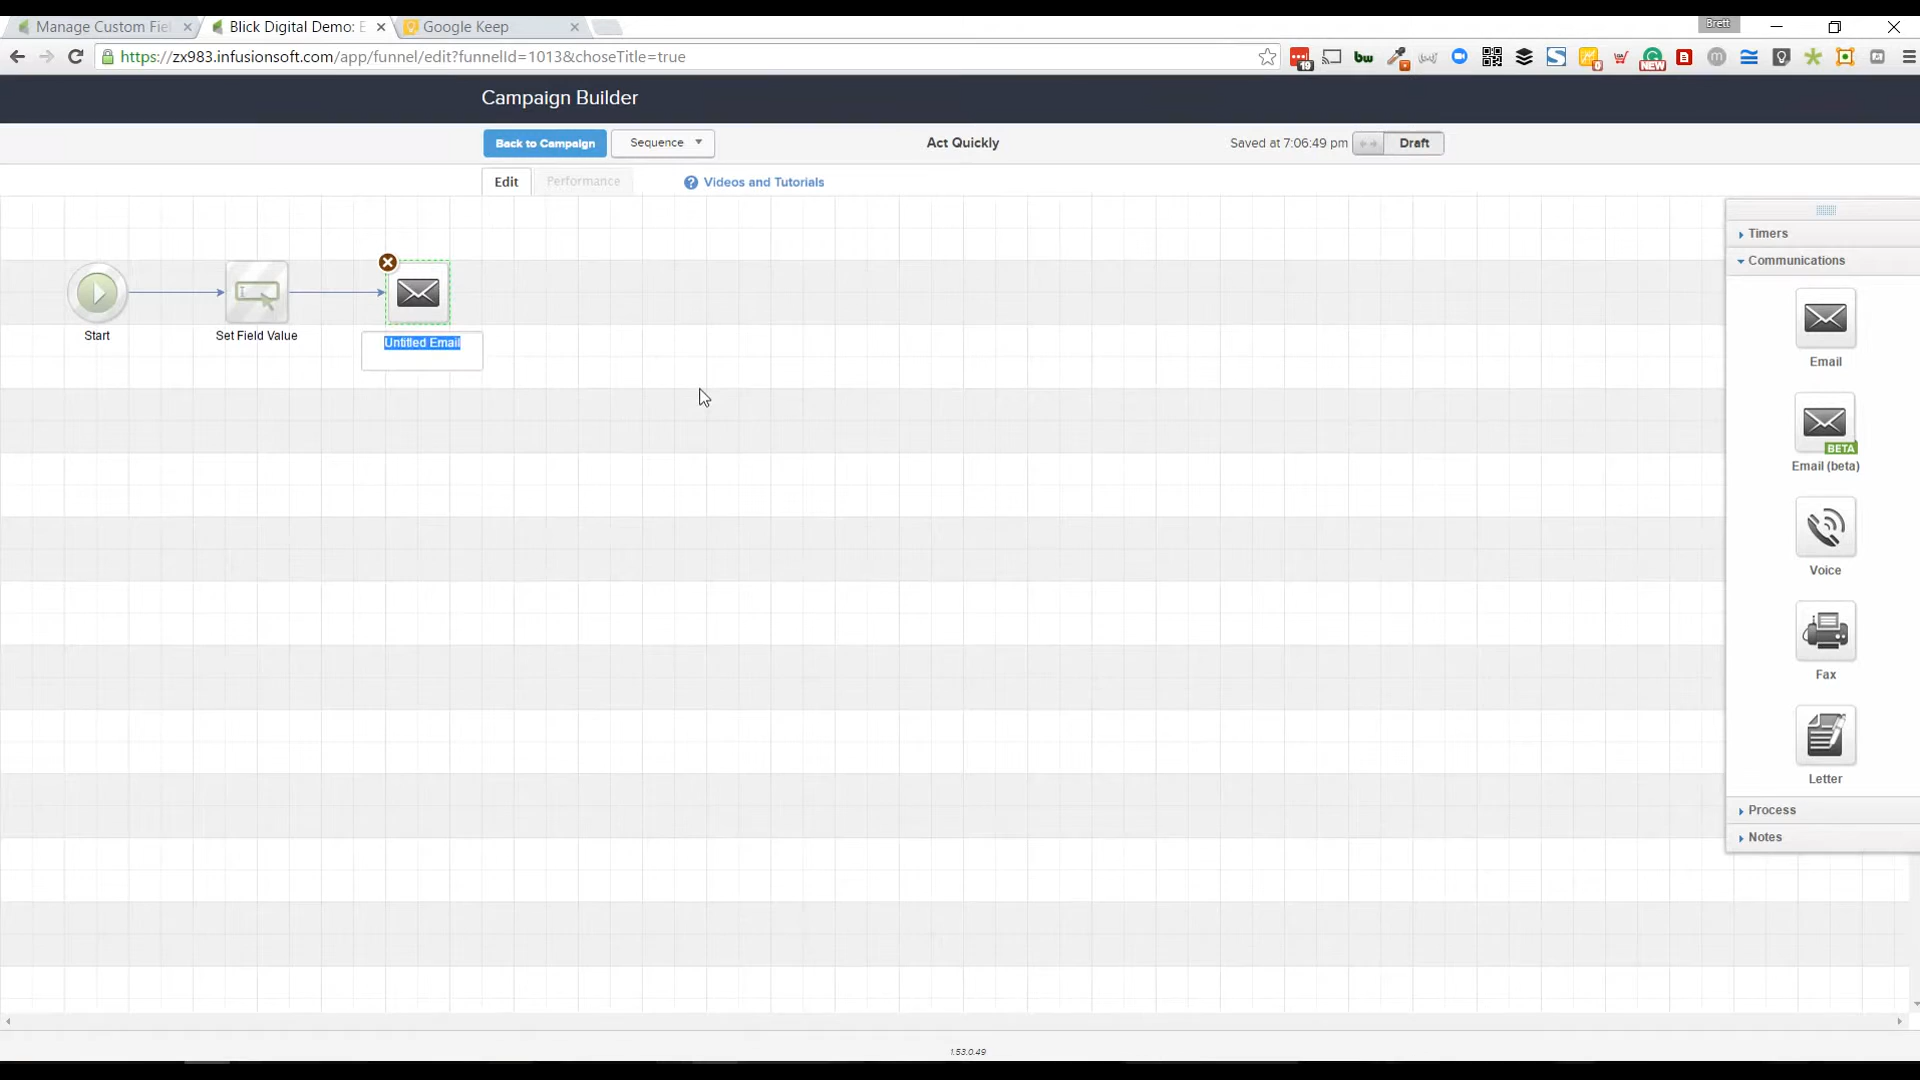 Manage Custom Fiel
Blick Digital Demo: E
Google Keep
Brett
https://zx983.infusionsoft.com/app/funnel/edit?funnelId=1013&choseTitle=true
19
bw
NEW
Campaign Builder
Back to Campaign
Sequence
Act Quickly
Saved at 7:06:49 pm
Draft
Edit
Performance
Videos and Tutorials
Timers
Communications
Start
Set Field Value
Untitled Email
Email
BETA
Email (beta)
Voice
Fax
Letter
Process
Notes
1.53.0.49